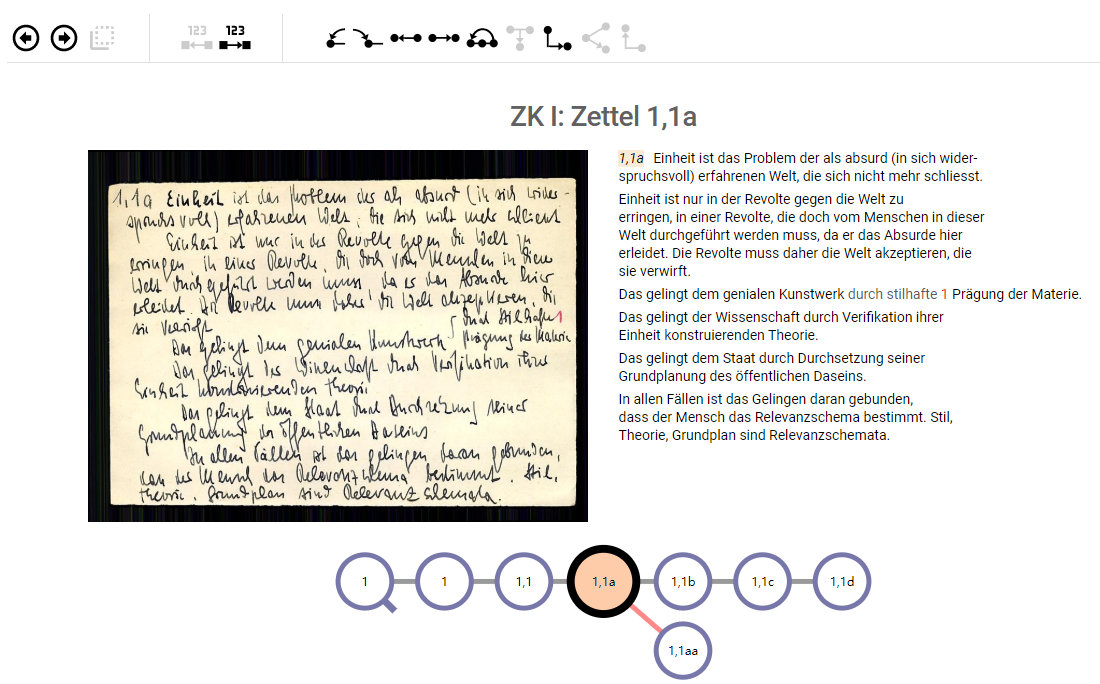 123
123
ZK I: Zettel 1,1a
1,1a Einheit ist das Problem der als absurd (in sich wider-
spruchs voll) erfahrenen Welt, die sich nicht mehr schliesst
Einheit ist nur in der Revolte gegen die Welt zu
erringen, in einer Revolte, die doch vom Menschen in dieser
Welt durchgeführt werden muss, da er das Absurde hier
erleidet. Die Revolte muss daher die Welt akzeptieren, die
sie verwirft
durch stilhafte 1
Das gelingt dem genialen Kunstwerk Prägung der Materie
Das gelingt der Wissenschaft durch Verifikation ihrer
Einheit konstruierenden Theorie
Das gelingt dem Staat durch Durchsetzung seiner
Grundplanung des öffentlichen Daseins
In allen Fällen ist das Gelingen daran gebunden,
dass der Mensch das Relevanzschema bestimmt. Stil,
Theorie, Grundplan sind Relevanzschemata.
1,1a Einheit ist das Problem der als absurd (in sich wider-
spruchsvoll) erfahrenen Welt, die sich nicht mehr schliesst.
Einheit ist nur in der Revolte gegen die Welt zu
erringen, in einer Revolte, die doch vom Menschen in dieser
Welt durchgeführt werden muss, da er das Absurde hier
erleidet. Die Revolte muss daher die Welt akzeptieren, die
sie verwirft.
Das gelingt dem genialen Kunstwerk durch stilhafte 1 Prägung der Materie.
Das gelingt der Wissenschaft durch Verifikation ihrer
Einheit konstruierenden Theorie.
Das gelingt dem Staat durch Durchsetzung seiner
Grundplanung des öffentlichen Daseins.
In allen Fällen ist das Gelingen daran gebunden,
dass der Mensch das Relevanzschema bestimmt. Stil,
Theorie, Grundplan sind Relevanzschemata.
1
1
1,1
1,1a
1,1b
1,1c
1,1d
1,1aa